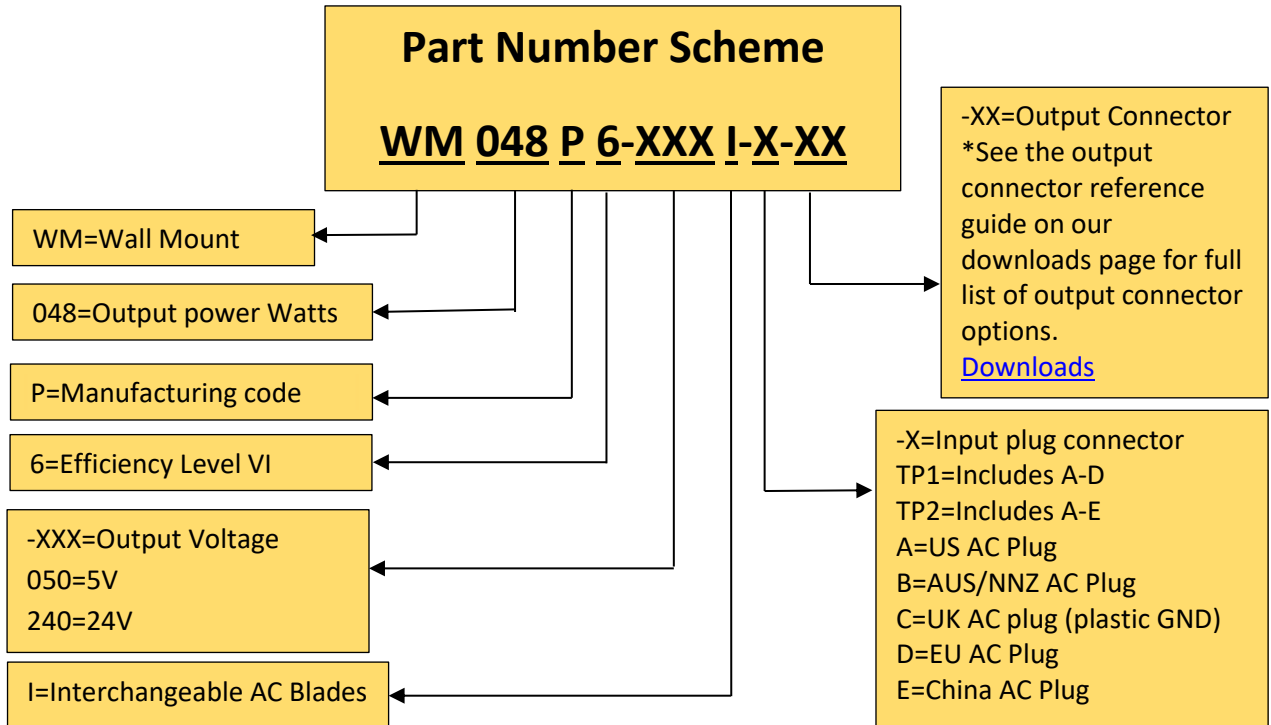 Part Number Scheme
WM 048 P 6-XXX I-X-XX
WM=Wall Mount
048=Output power Watts
P=Manufacturing code
6=Efficiency Level VI
-XXX=Output Voltage
050=5V
240=24V
I=Interchangeable AC Blades
-XX=Output Connector
*See the output
connector reference
guide on our
downloads page for full
list of output connector
options.
Downloads
-X=Input plug connector
TP1=Includes A-D
TP2=Includes A-E
A=US AC Plug
B=AUS/NNZ AC Plug
C=UK AC plug (plastic GND)
D=EU AC Plug
E=China AC Plug